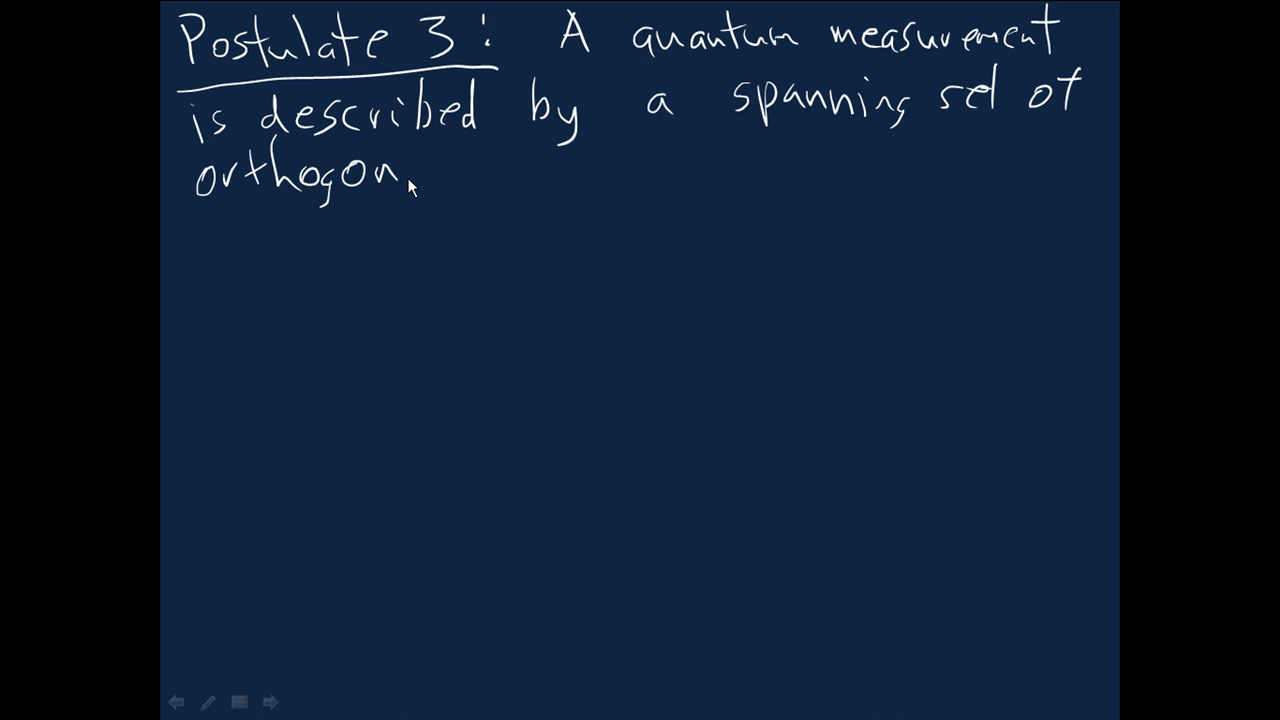 Postulate 3: A quantum measurement
is described by a spanning set of
orthogon